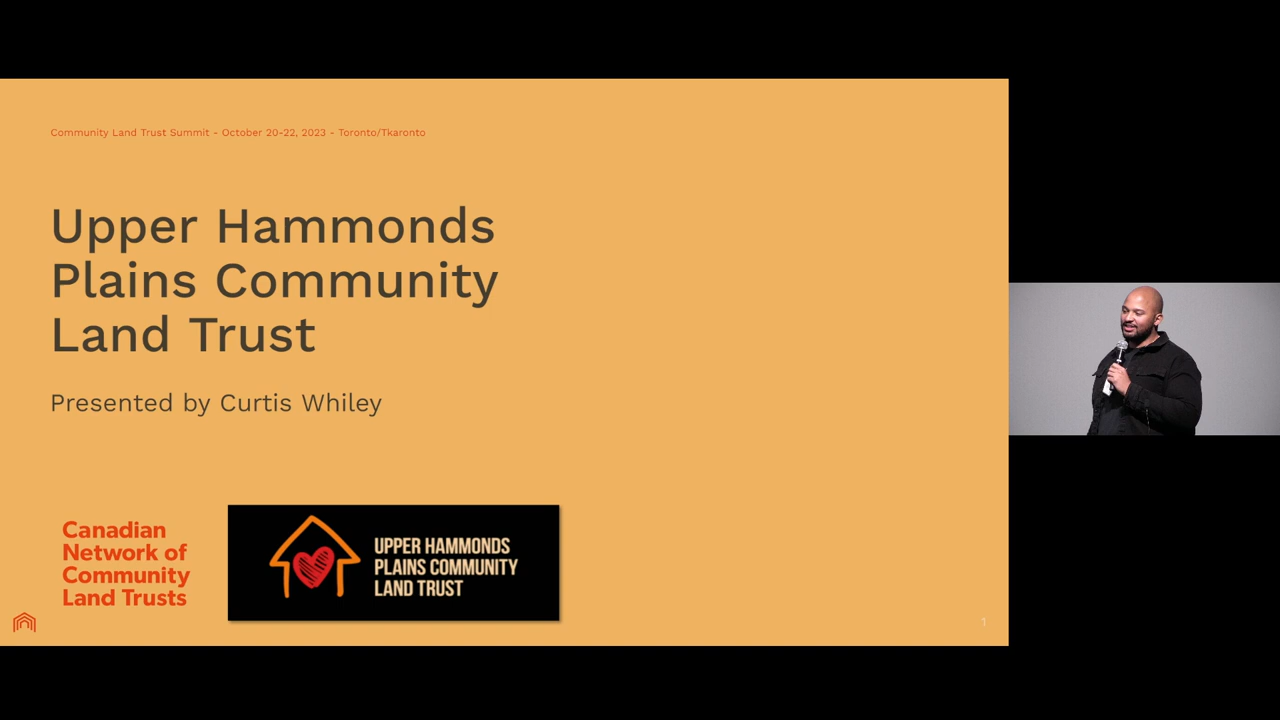 Community Land Trust Summit - October 20-22, 2023 - Toronto/Tkaronto
Upper Hammonds
Plains Community
Land Trust
Presented by Curtis Whiley
Canadian
Network of
Community
Land Trusts
UPPER HAMMONDS
PLAINS COMMUNITY
LAND TRUST
1